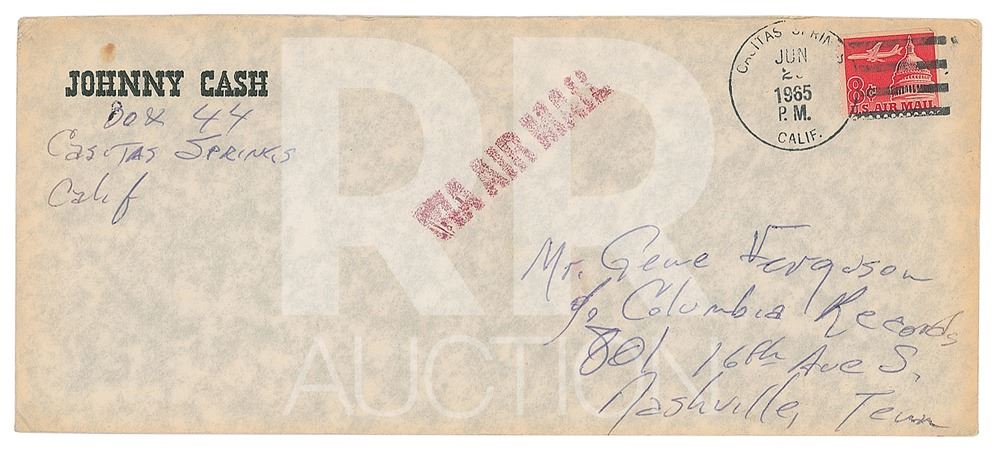 JOHNNY CASH
Box 44
Casitas Springs
Calif
VIA AIR MAIL
CASITAS SPRINGS
JUN
1965
P.M.
CALIF.
8c
U.S AIR MAIL
Mr. Gene Ferguson
c/o Columbia Records
801 16th Ave S.
Nashville, Tenn
RR
AUCTION